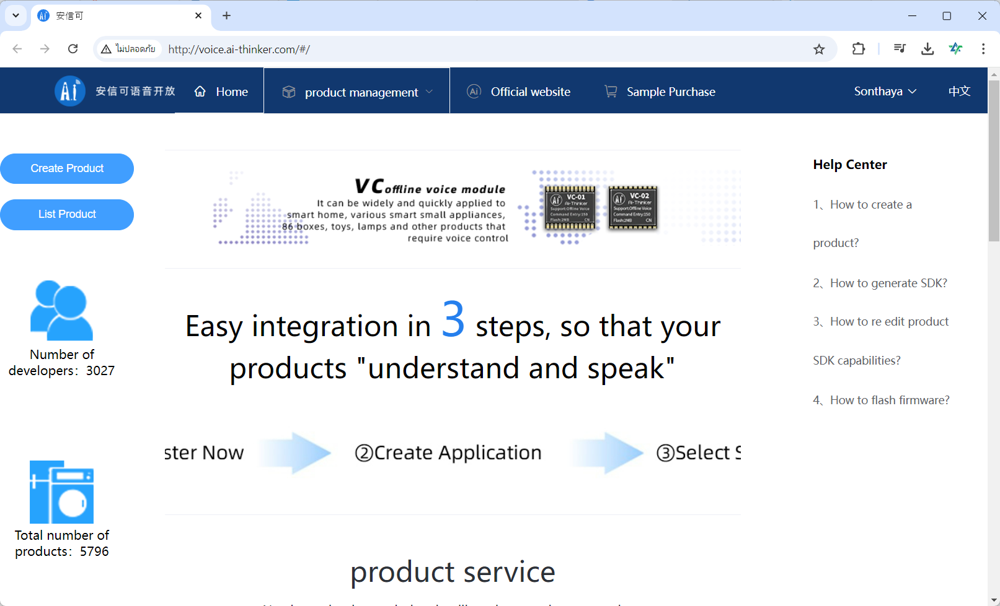 安信可
ไม่ปลอดภัย
http://voice.ai-thinker.com/#/
Ai 安信可语音开放
Home
product management
Ai Official website
Sample Purchase
Sonthaya
中文
Create Product
List Product
Number of
developers：3027
Total number of
products：5796
VC offline voice module
It can be widely and quickly applied to
smart home, various smart small appliances,
86 boxes, toys, lamps and other products that
require voice control
Ai VC-01
Ai-Thinker
Support:Offline Voice
Command Entry:150
Flash:2MB CN
Ai VC-02
Ai-Thinker
Support:Offline Voice
Command Entry:150
Flash:2MB CN
Easy integration in 3 steps, so that your
products "understand and speak"
ster Now
②Create Application
③Select S
product service
Help Center
1、How to create a
product?
2、How to generate SDK?
3、How to re edit product
SDK capabilities?
4、How to flash firmware?